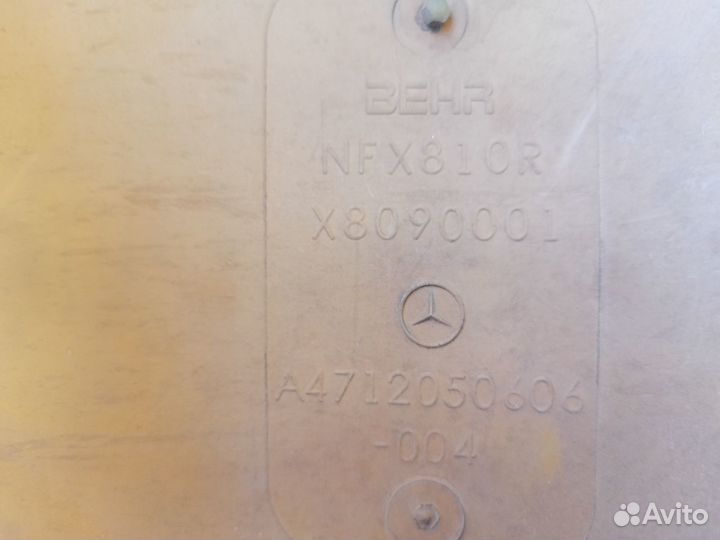 BEHR
NFX810R
X8090001
A4712050606
-004
Avito